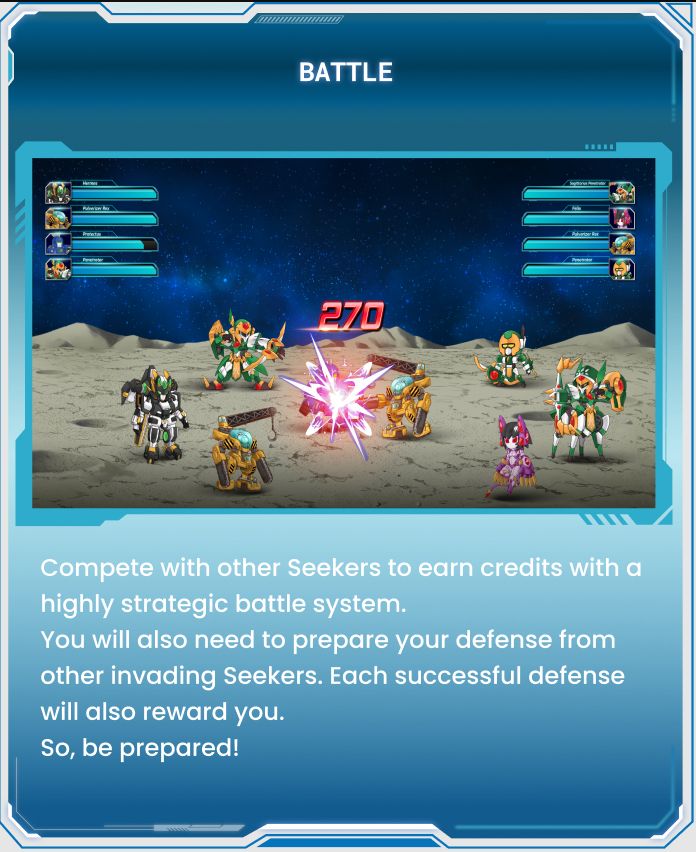 BATTLE
Hermes
Sagittarius Penetrator
Pulverizer Rex
Felix
Protectus
Pulverizer Rex
Penetrator
Penetrator
270
Compete with other Seekers to earn credits with a
highly strategic battle system.
You will also need to prepare your defense from
other invading Seekers. Each successful defense
will also reward you.
So, be prepared!